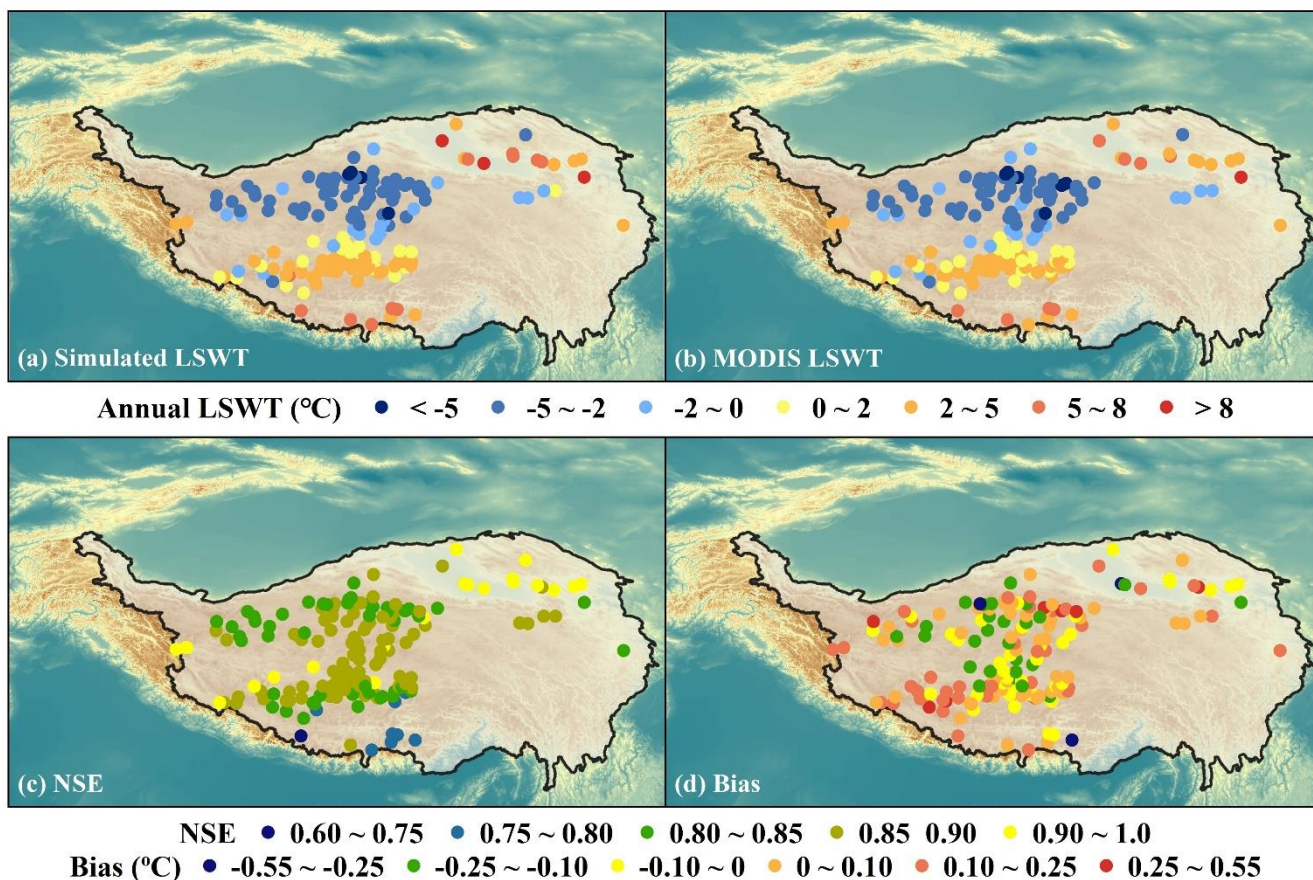 (a) Simulated LSWT
(b) MODIS LSWT
Annual LSWT (°C) < -5 -5 ~ -2 -2 ~ 0 0 ~ 2 2 ~ 5 5 ~ 8 > 8
(c) NSE
(d) Bias
NSE 0.60 ~ 0.75 0.75 ~ 0.80 0.80 ~ 0.85 0.85 0.90 0.90 ~ 1.0
Bias (°C) -0.55 ~ -0.25 -0.25 ~ -0.10 -0.10 ~ 0 0 ~ 0.10 0.10 ~ 0.25 0.25 ~ 0.55